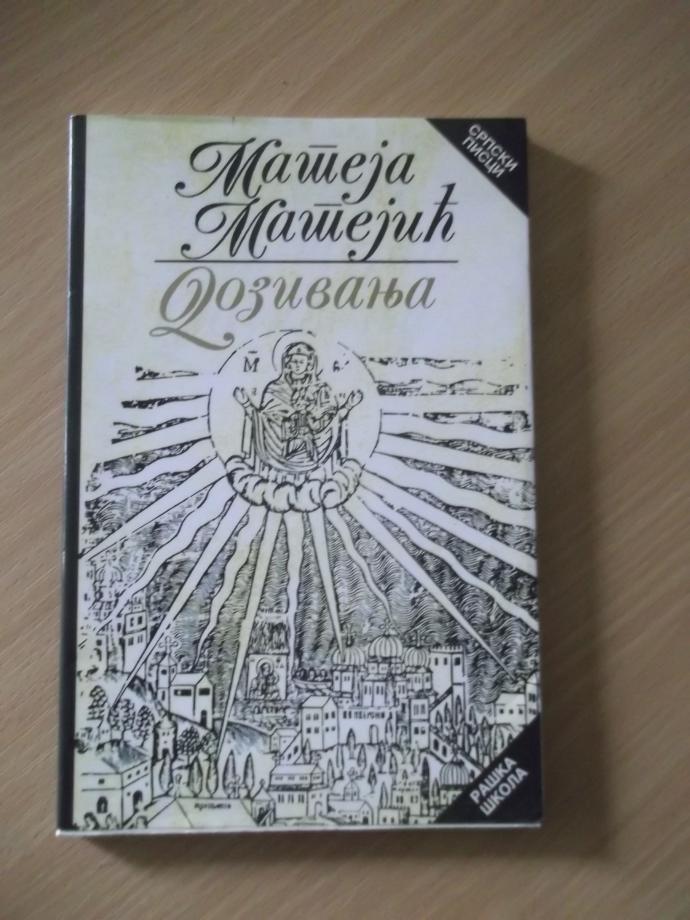 СРПСКИ
ПИСЦИ
Матеја
Матејић
Дозивања
М
РАШКА
ШКОЛА